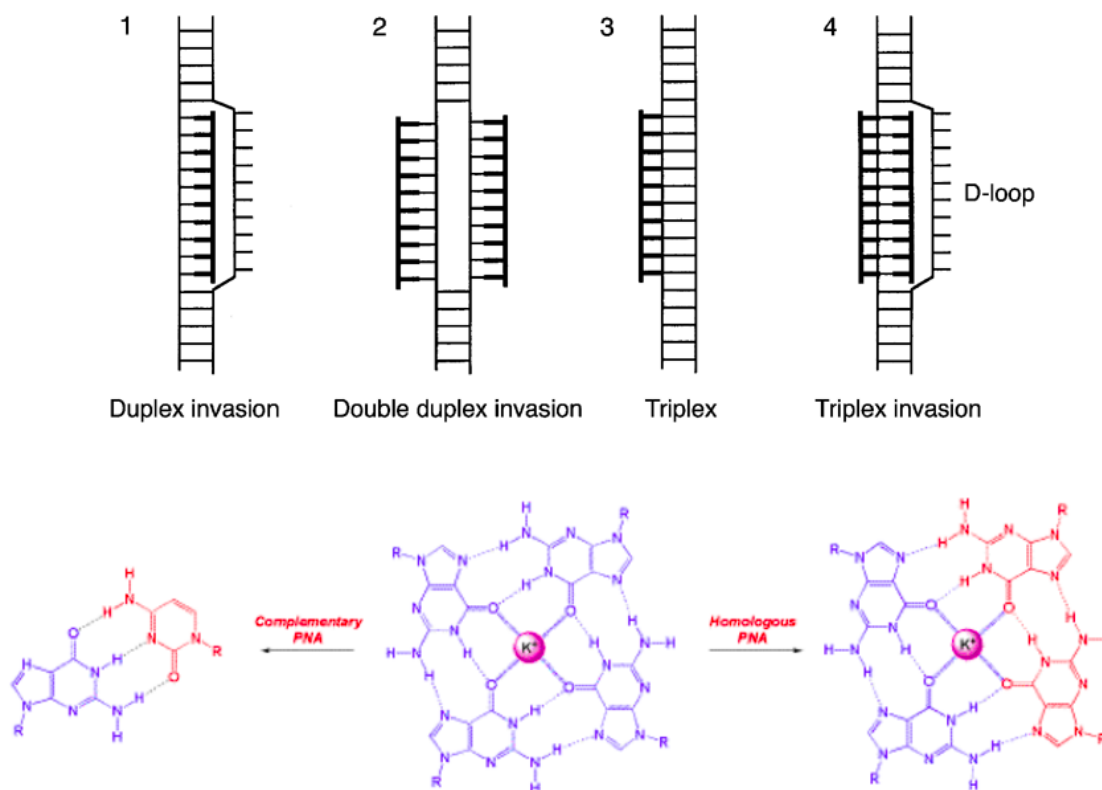 1 2 3 4
D-loop
Duplex invasion Double duplex invasion Triplex Triplex invasion
Complementary
PNA
Homologous
PNA
K+
K+